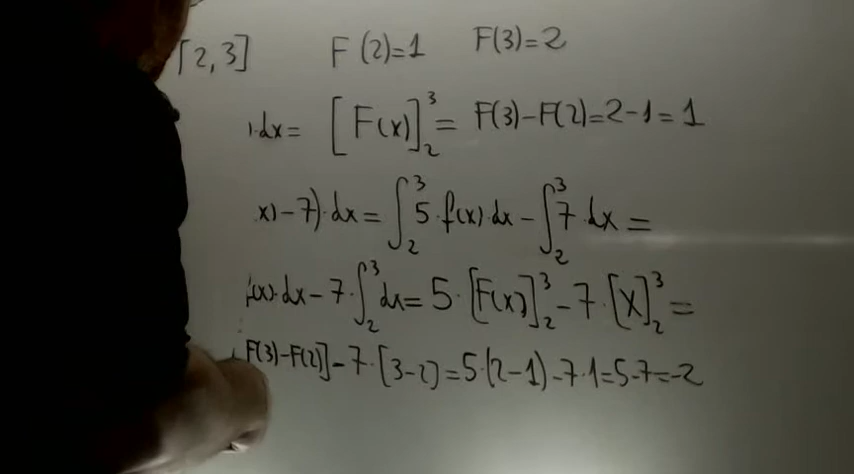 [2,3] F(2)=1 F(3)=2
).dx= [F(x)]₂³= F(3)-F(2)=2-1=1
x)-7)·dx= ∫₂³ 5·f(x)·dx - ∫₂³ 7·dx=
f(x)·dx-7·∫₂³ dx= 5·[F(x)]₂³-7·[x]₂³=
F(3)-F(2)]-7·[3-2]=5·(2-1)-7·1=5-7=-2